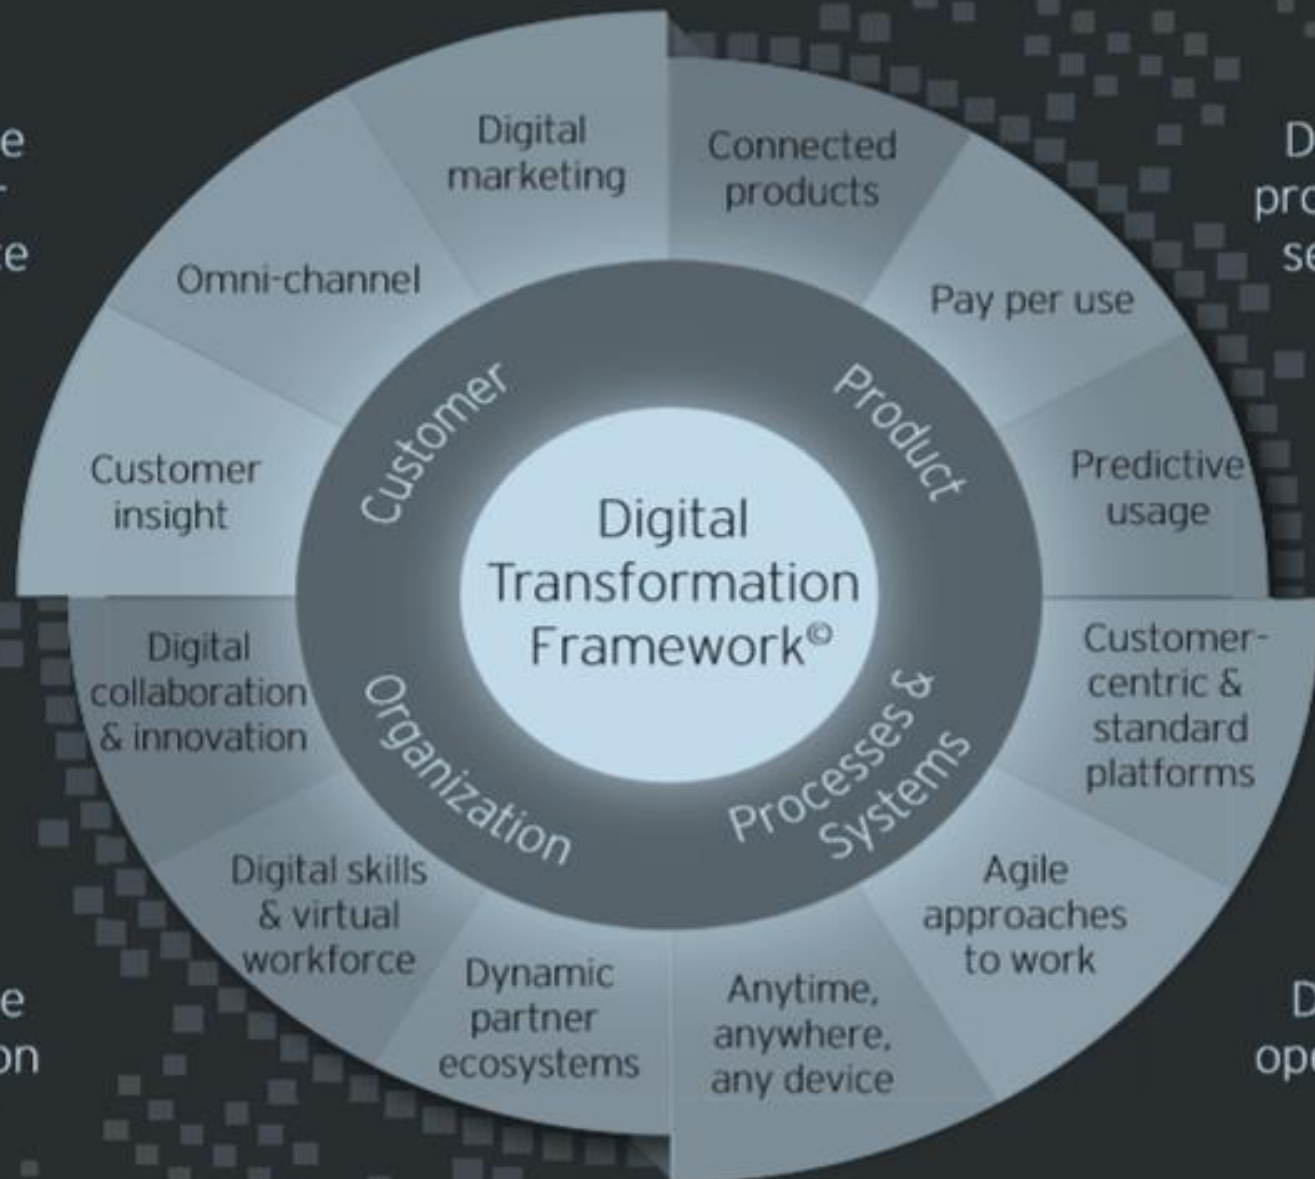 Digital
marketing
Connected
products
Omni-channel
Pay per use
Customer
insight
Predictive
usage
Customer
Product
Digital
Transformation
Framework©
Organization
Processes &
Systems
Digital
collaboration
& innovation
Customer-
centric &
standard
platforms
Digital skills
& virtual
workforce
Agile
approaches
to work
Dynamic
partner
ecosystems
Anytime,
anywhere,
any device